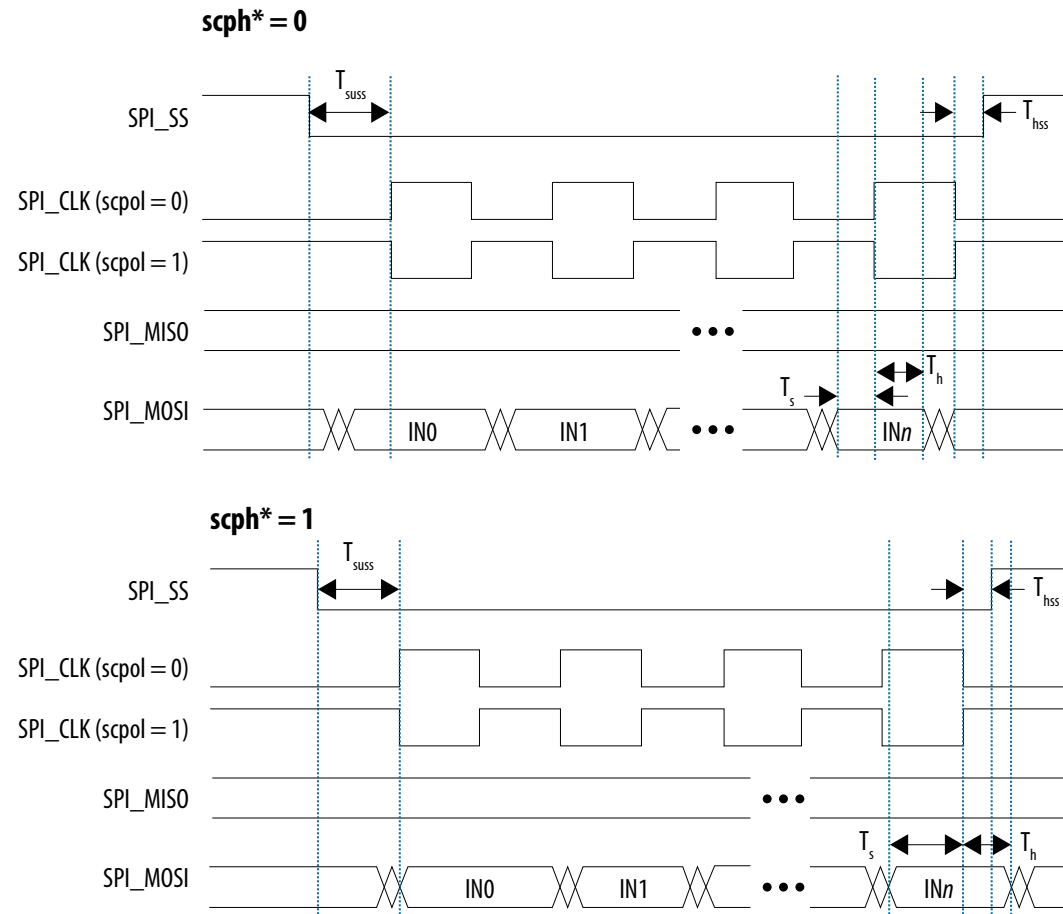 scph* = 0
T_suss
SPI_SS
T_hss
SPI_CLK (scpol = 0)
SPI_CLK (scpol = 1)
SPI_MISO
T_h
T_s
SPI_MOSI
IN0 IN1 INn
scph* = 1
T_suss
SPI_SS
T_hss
SPI_CLK (scpol = 0)
SPI_CLK (scpol = 1)
SPI_MISO
T_s T_h
SPI_MOSI
IN0 IN1 INn